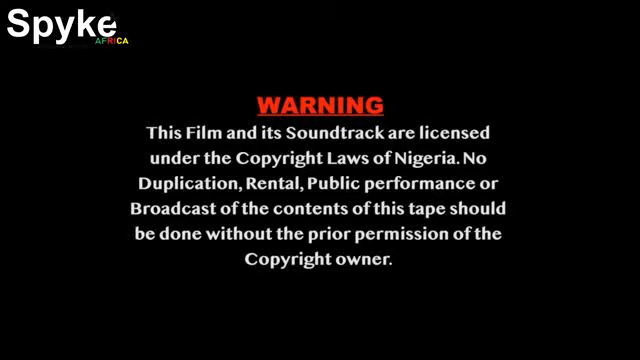 Spyke
AFRICA
WARNING
This Film and its Soundtrack are licensed
under the Copyright Laws of Nigeria. No
Duplication, Rental, Public performance or
Broadcast of the contents of this tape should
be done without the prior permission of the
Copyright owner.